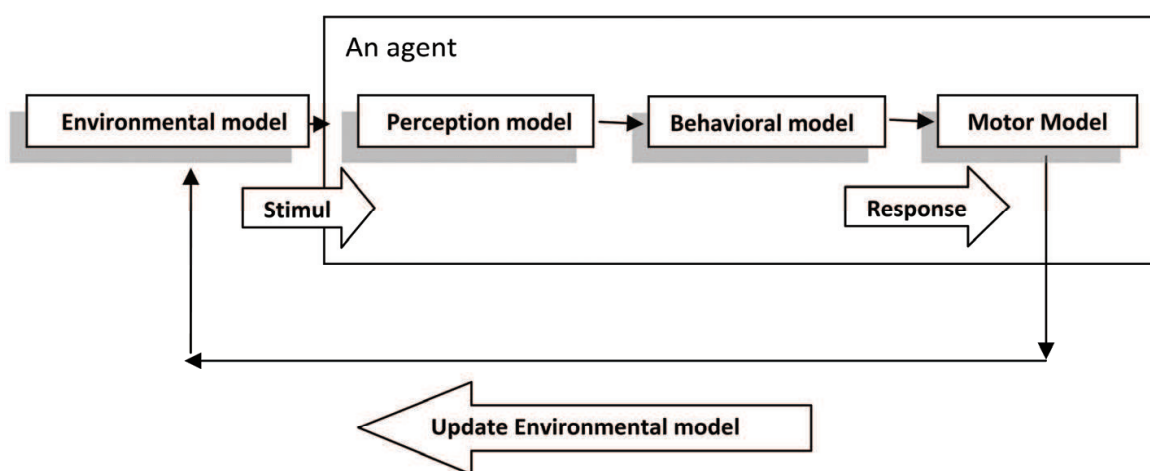 An agent
Environmental model
Perception model
Behavioral model
Motor Model
Stimul
Response
Update Environmental model